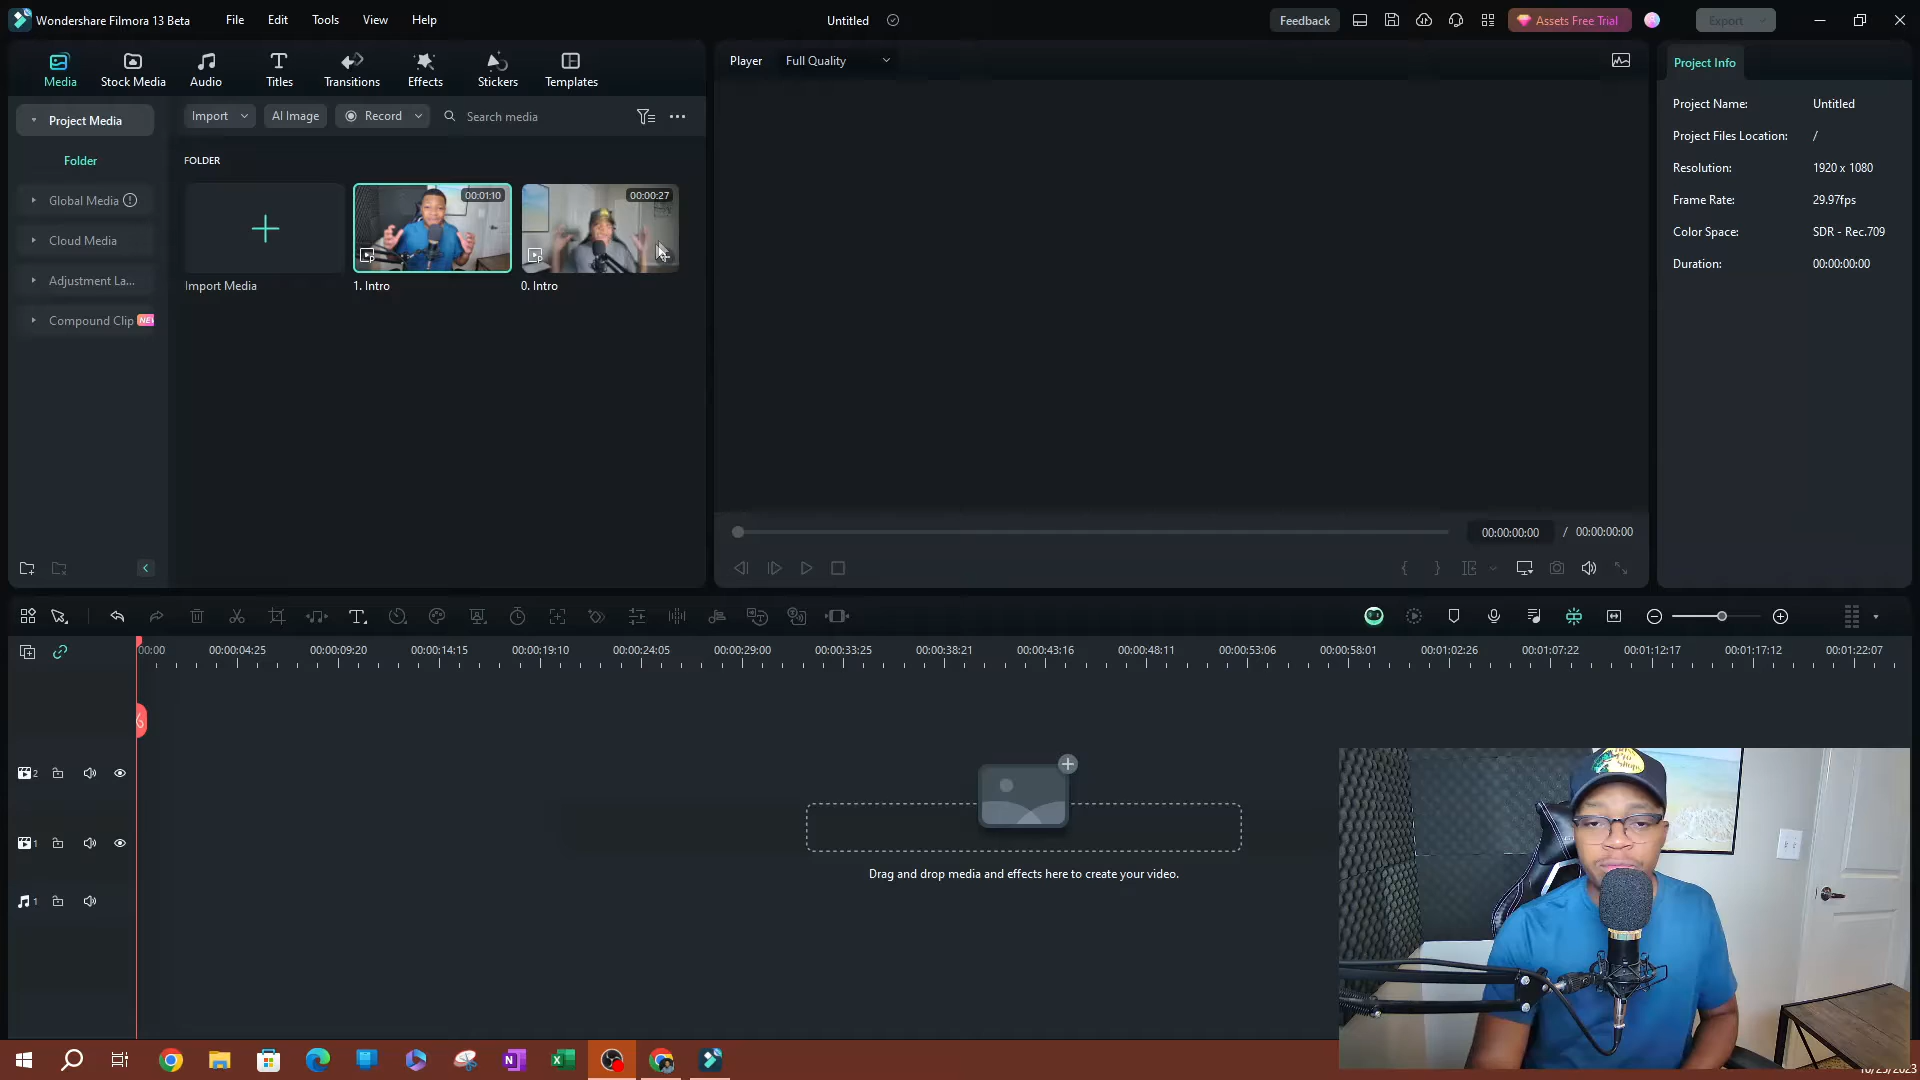 Wondershare Filmora 13 Beta
File
Edit
Tools
View
Help
Untitled
Feedback
Assets Free Trial
Export
Media
Stock Media
Audio
Titles
Transitions
Effects
Stickers
Templates
Player
Full Quality
Project Info
Project Media
Import
AI Image
Record
Search media
Project Name:
Untitled
Folder
FOLDER
Project Files Location:
/
Global Media
Resolution:
1920 x 1080
00:01:10
00:00:27
Frame Rate:
29.97fps
Cloud Media
Color Space:
SDR - Rec.709
Adjustment La...
Import Media
1. Intro
0. Intro
Duration:
00:00:00:00
Compound Clip
NEW
00:00:00:00
/
00:00:00:00
00:00
00:00:04:25
00:00:09:20
00:00:14:15
00:00:19:10
00:00:24:05
00:00:29:00
00:00:33:25
00:00:38:21
00:00:43:16
00:00:48:11
00:00:53:06
00:00:58:01
00:01:02:26
00:01:07:22
00:01:12:17
00:01:17:12
00:01:22:07
2
1
Drag and drop media and effects here to create your video.
1
10/25/2023